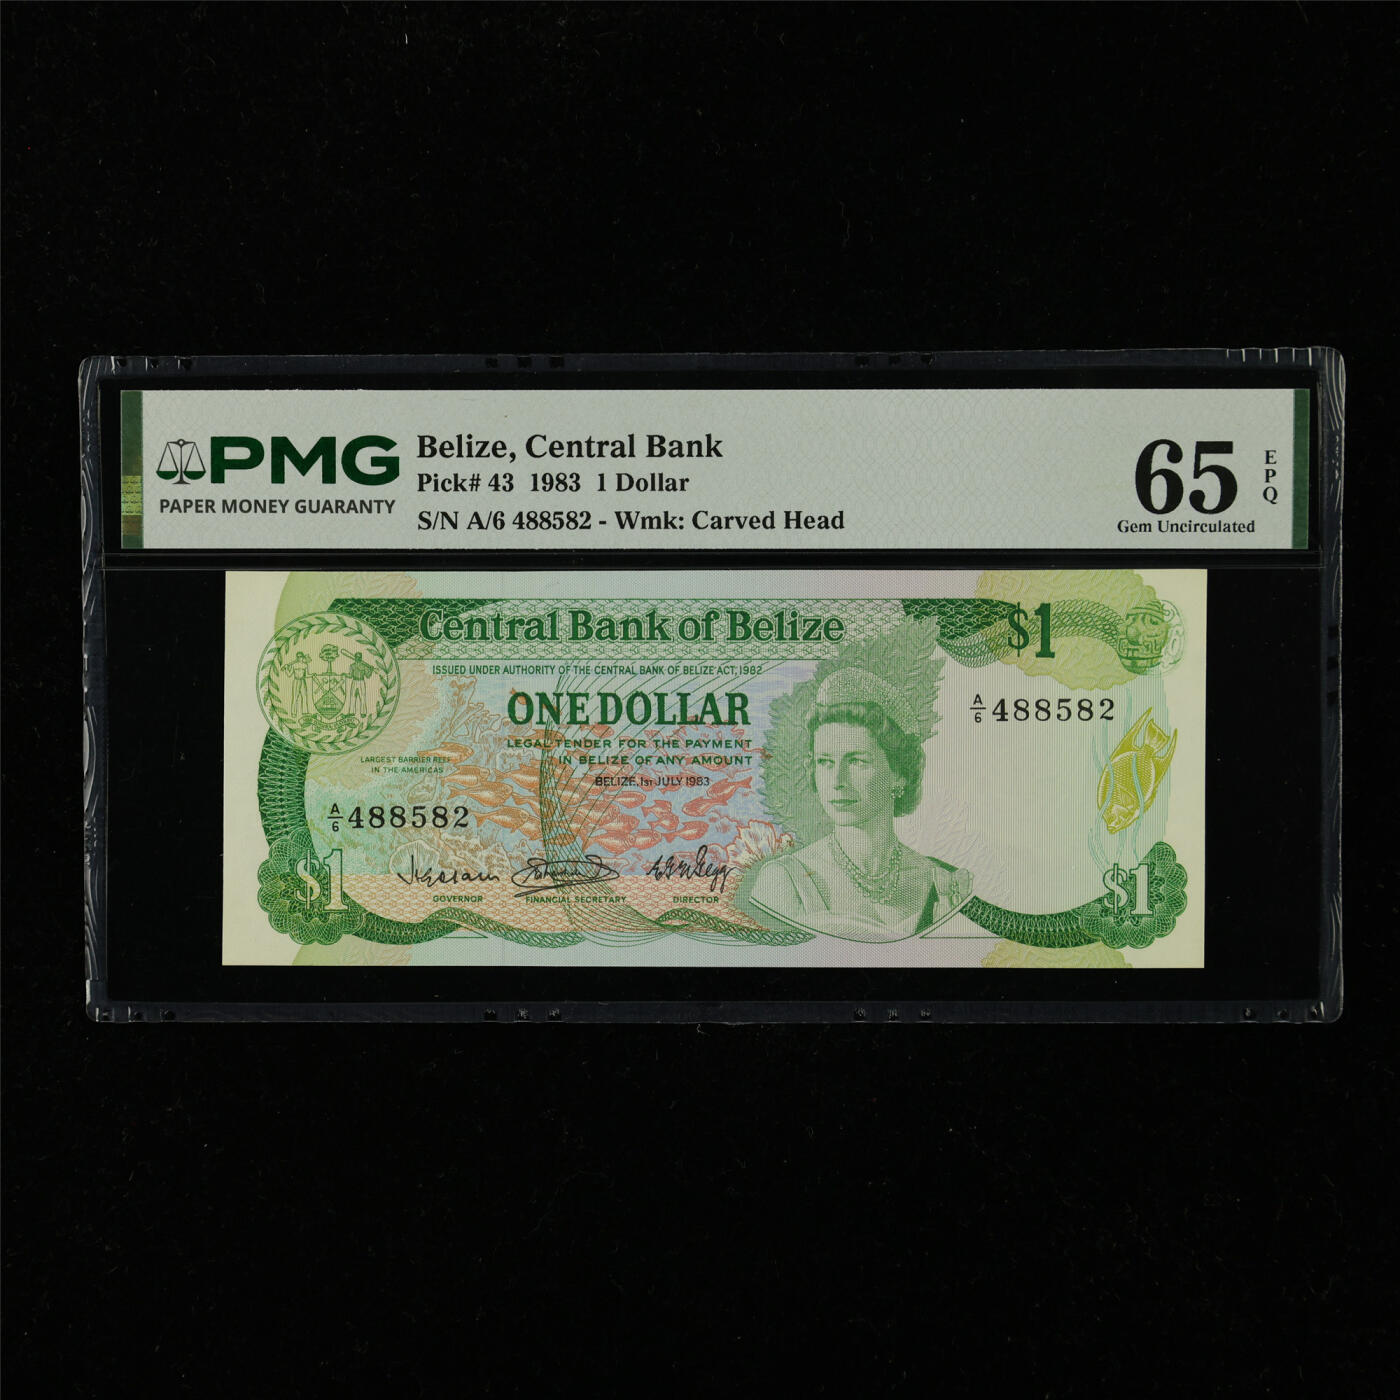 PMG
PAPER MONEY GUARANTY
Belize, Central Bank
Pick# 43 1983 1 Dollar
S/N A/6 488582 - Wmk: Carved Head
65
EPQ
Gem Uncirculated
Central Bank of Belize
$1
ISSUED UNDER AUTHORITY OF THE CENTRAL BANK OF BELIZE ACT, 1982
ONE DOLLAR
A/6 488582
LEGAL TENDER FOR THE PAYMENT
IN BELIZE OF ANY AMOUNT
BELIZE, 1ST JULY 1983
LARGEST BARRIER REEF
IN THE AMERICAS
A/6 488582
$1
GOVERNOR
FINANCIAL SECRETARY
DIRECTOR
$1